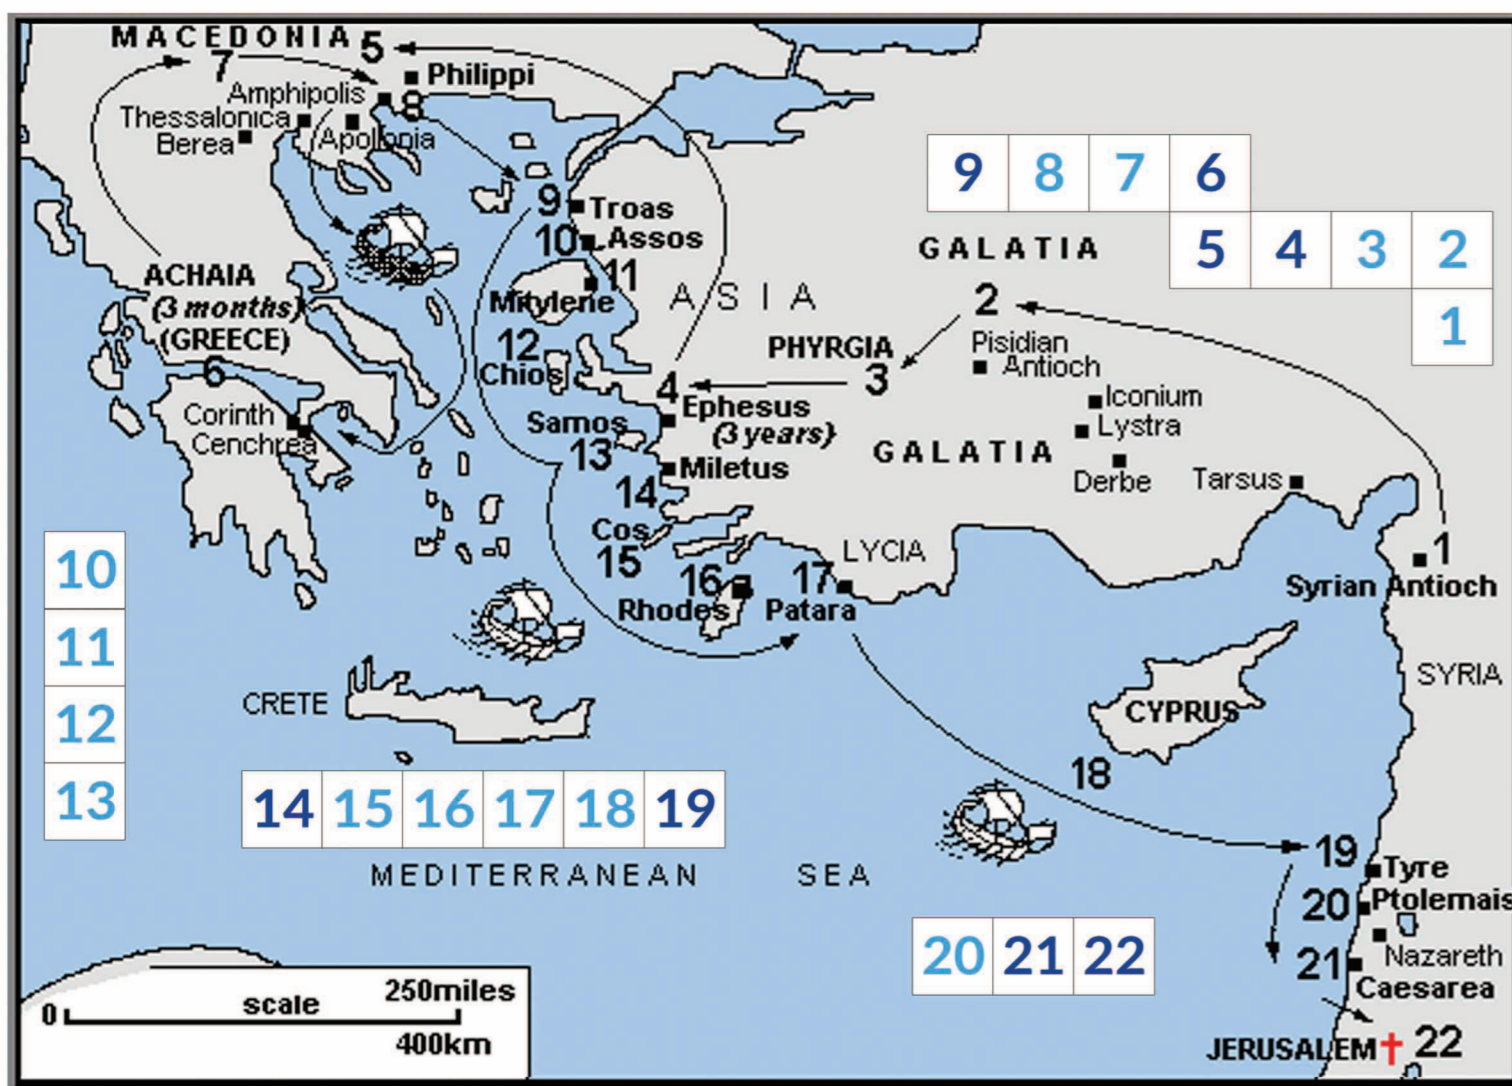 MACEDONIA 5
7
Philippi
Amphipolis
8
Thessalonica
Apollonia
Berea
9 8 7 6
9
Troas
10
Assos
5 4 3 2
GALATIA
ACHAIA
11
(3 months)
Mitylene
ASIA
2
1
(GREECE)
12
PHYRGIA
Pisidian
Antioch
6
Chios
4
3
Iconium
Corinth
Samos
Ephesus
(3 years)
Lystra
Cenchrea
13
Miletus
GALATIA
Derbe
Tarsus
14
Cos
15
LYCIA
1
10
16
17
Syrian Antioch
Rhodes
Patara
11
SYRIA
CRETE
CYPRUS
12
18
13
14 15 16 17 18 19
19
Tyre
MEDITERRANEAN SEA
20
Ptolemais
20 21 22
21
Nazareth
Caesarea
0
scale
250miles
400km
JERUSALEM
22